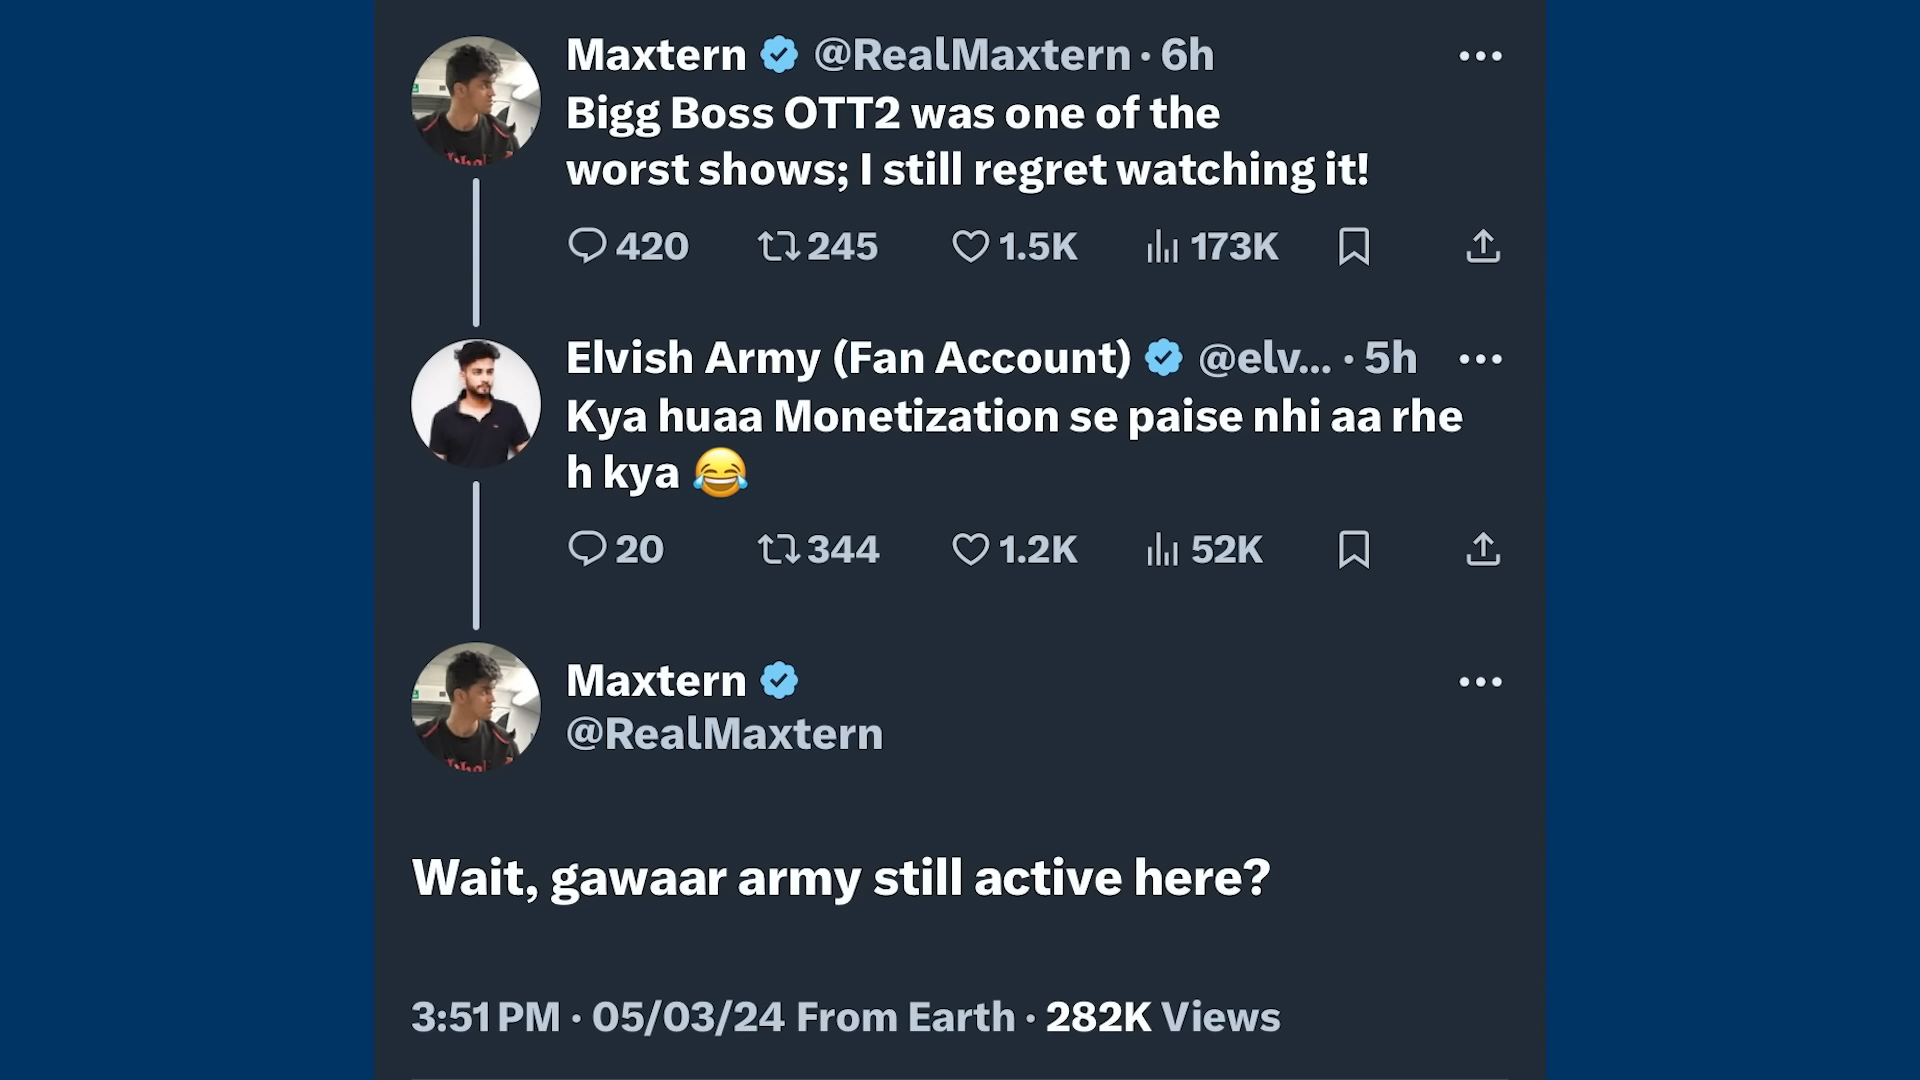 Maxtern @RealMaxtern · 6h
Bigg Boss OTT2 was one of the
worst shows; I still regret watching it!
420 245 1.5K 173K
Elvish Army (Fan Account) @elv... · 5h
Kya huaa Monetization se paise nhi aa rhe
h kya 😂
20 344 1.2K 52K
Maxtern
@RealMaxtern
Wait, gawaar army still active here?
3:51 PM · 05/03/24 From Earth · 282K Views